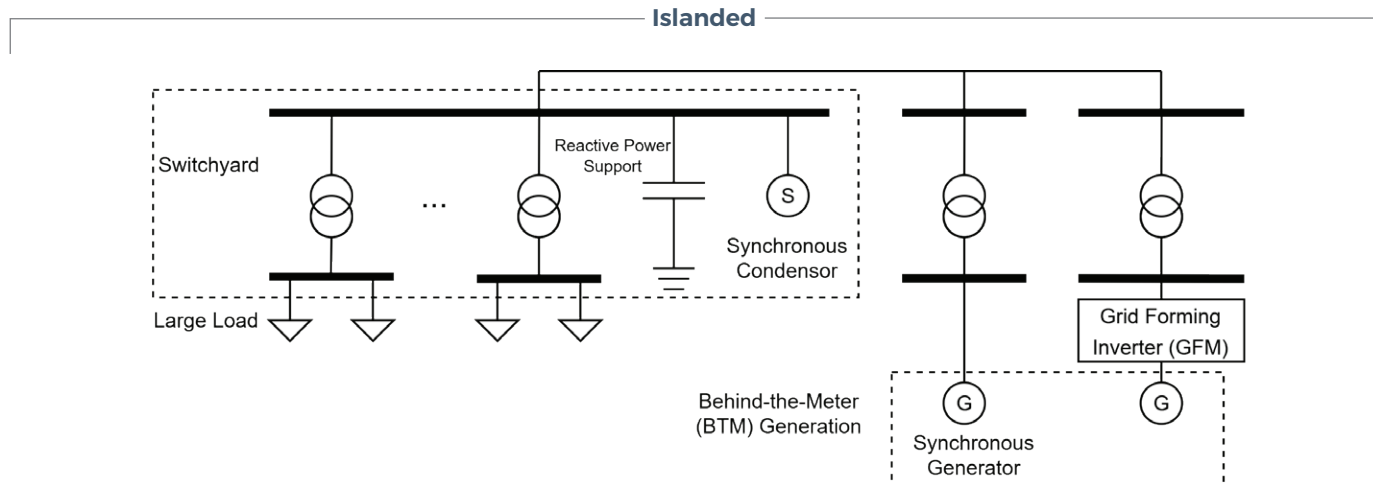 Islanded
Switchyard
Reactive Power
Support
...
S
Synchronous
Condensor
Large Load
Grid Forming
Inverter (GFM)
Behind-the-Meter
(BTM) Generation
G
G
Synchronous
Generator